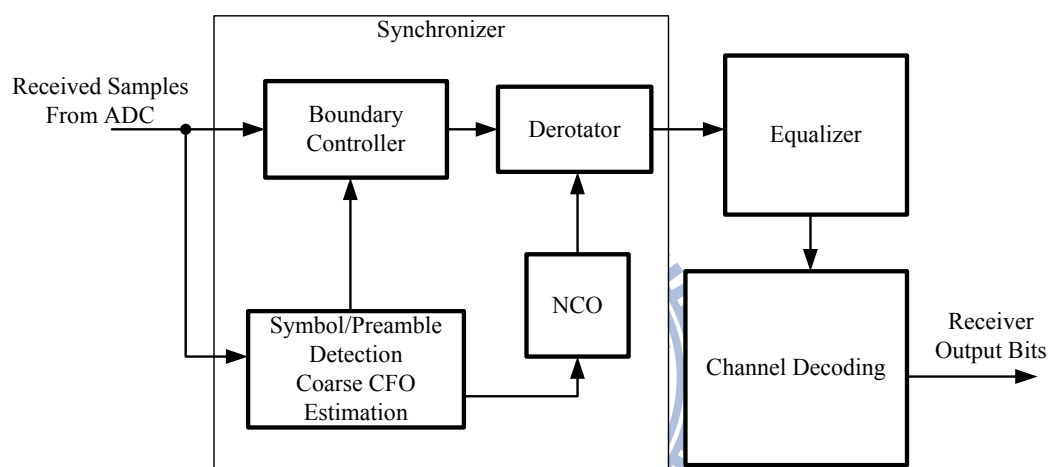 Synchronizer
Received Samples
From ADC
Boundary
Controller
Derotator
Equalizer
NCO
Symbol/Preamble
Detection
Coarse CFO
Estimation
Channel Decoding
Receiver
Output Bits